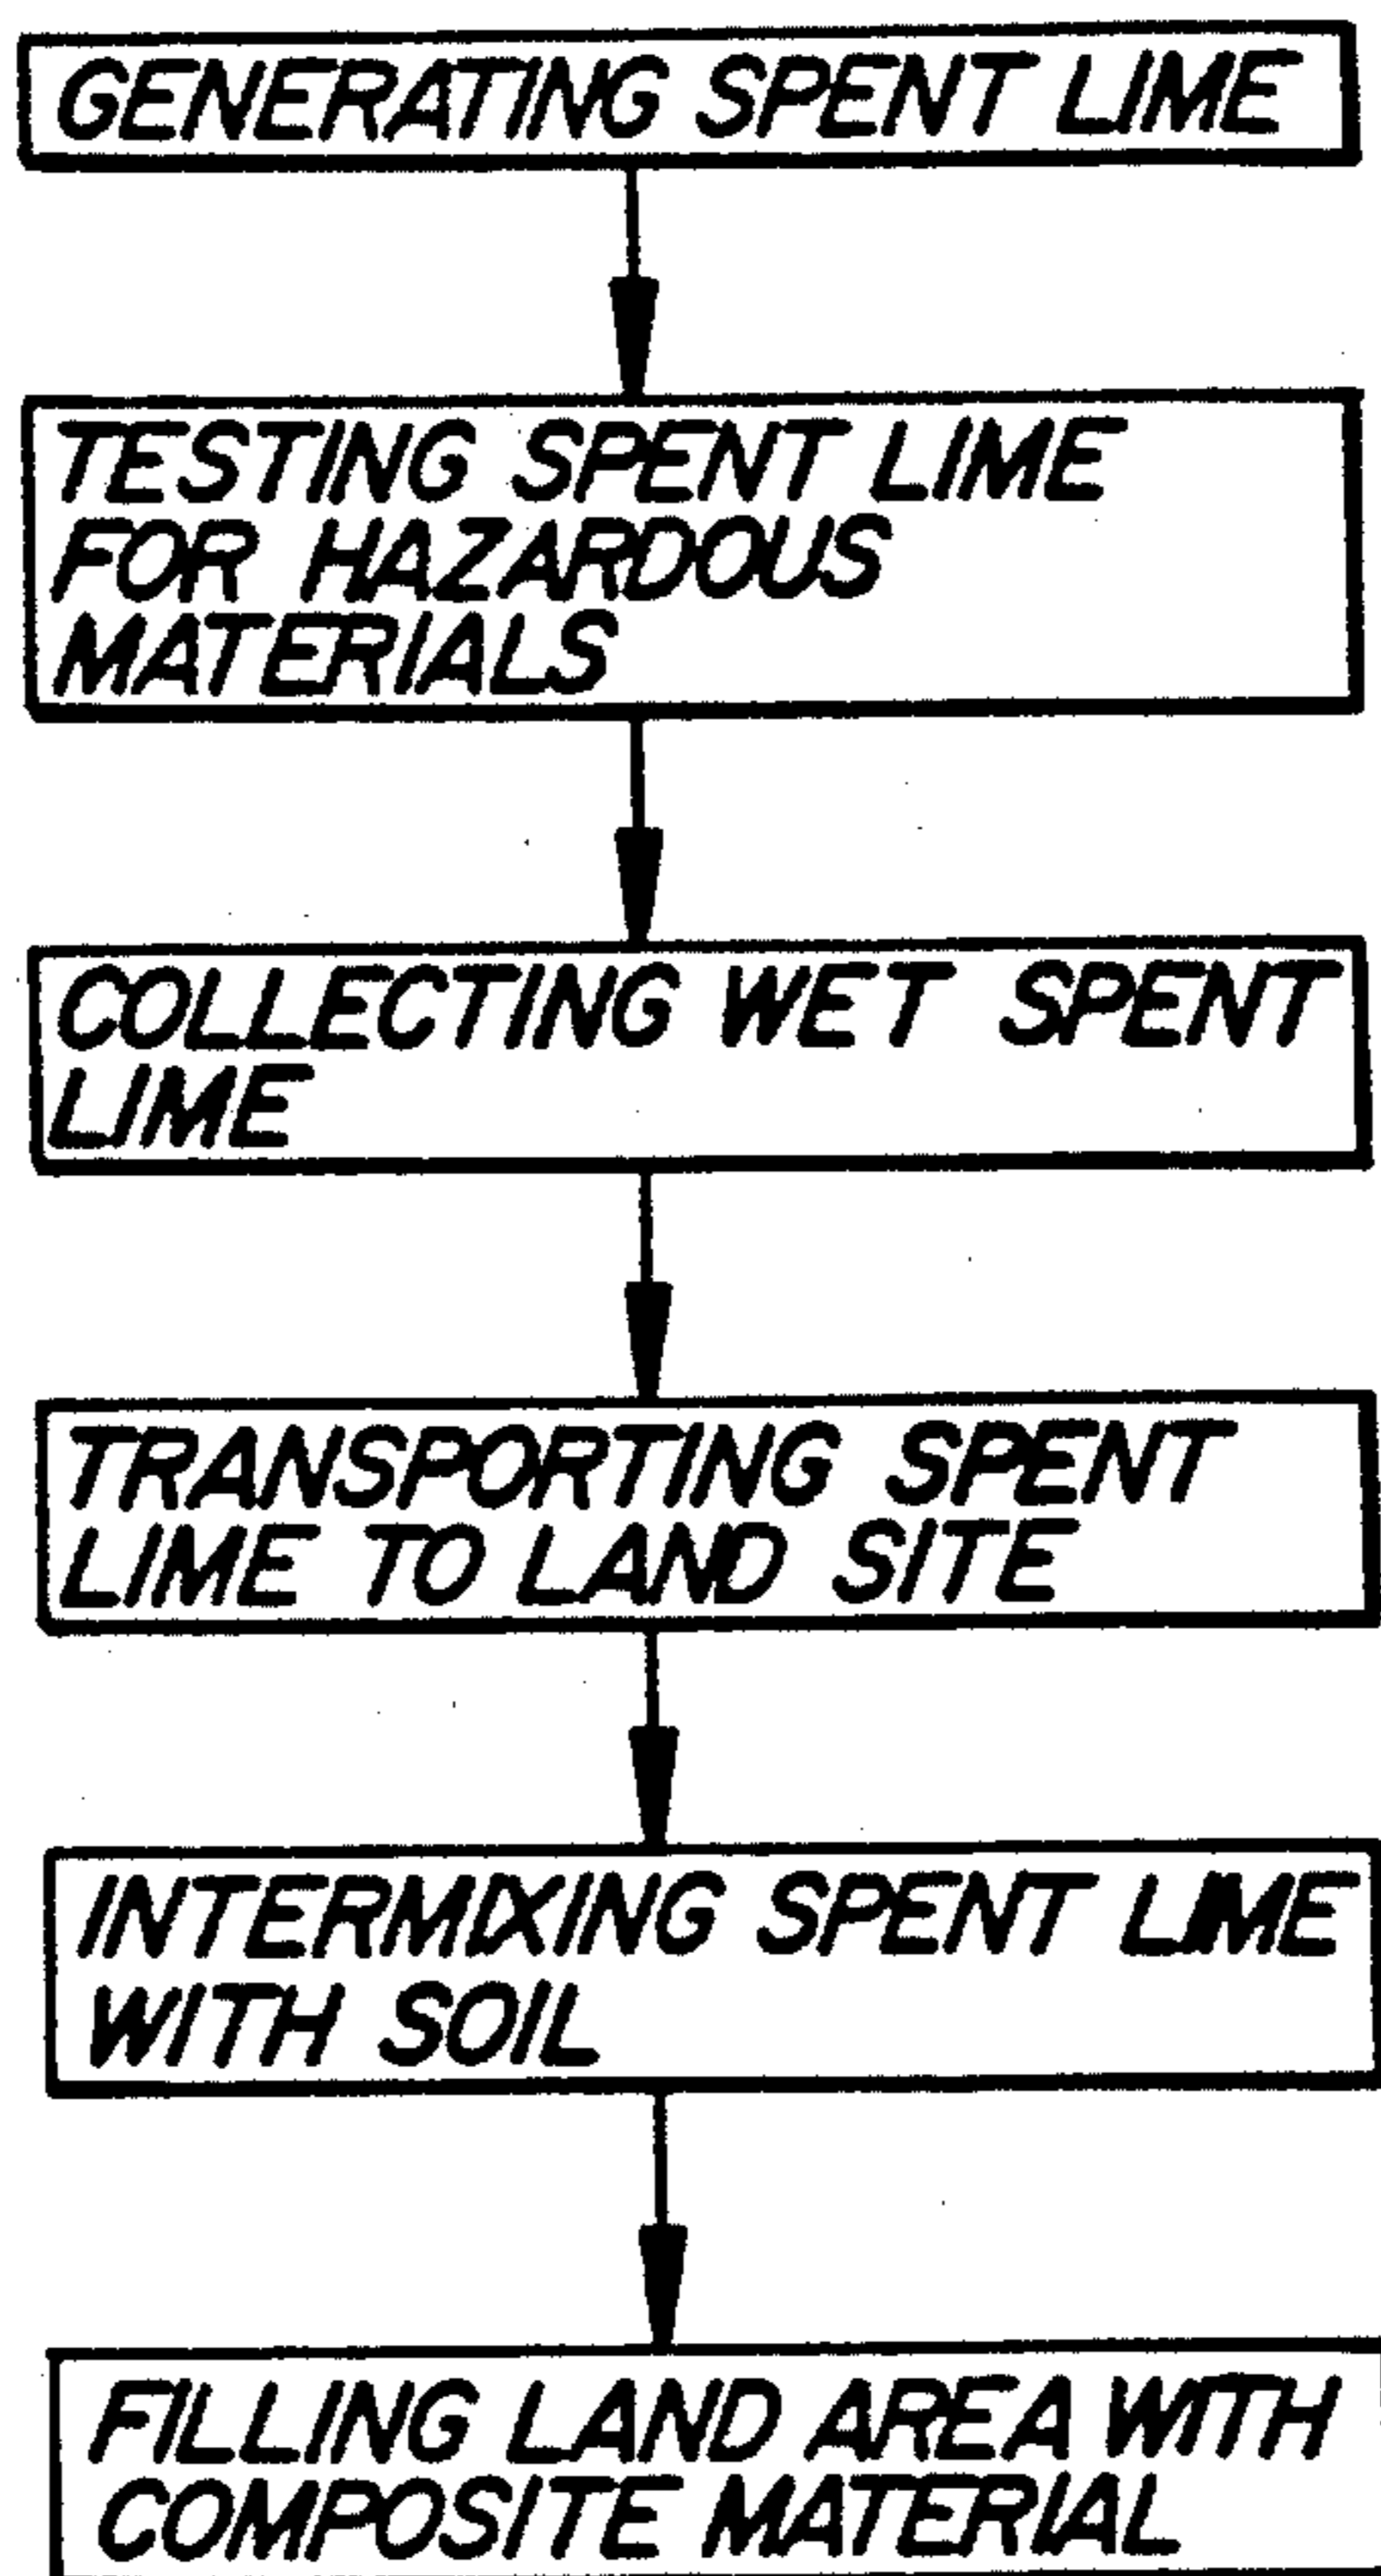 GENERATING SPENT LIME
TESTING SPENT LIME
FOR HAZARDOUS
MATERIALS
COLLECTING WET SPENT
LIME
TRANSPORTING SPENT
LIME TO LAND SITE
INTERMIXING SPENT LIME
WITH SOIL
FILLING LAND AREA WITH
COMPOSITE MATERIAL